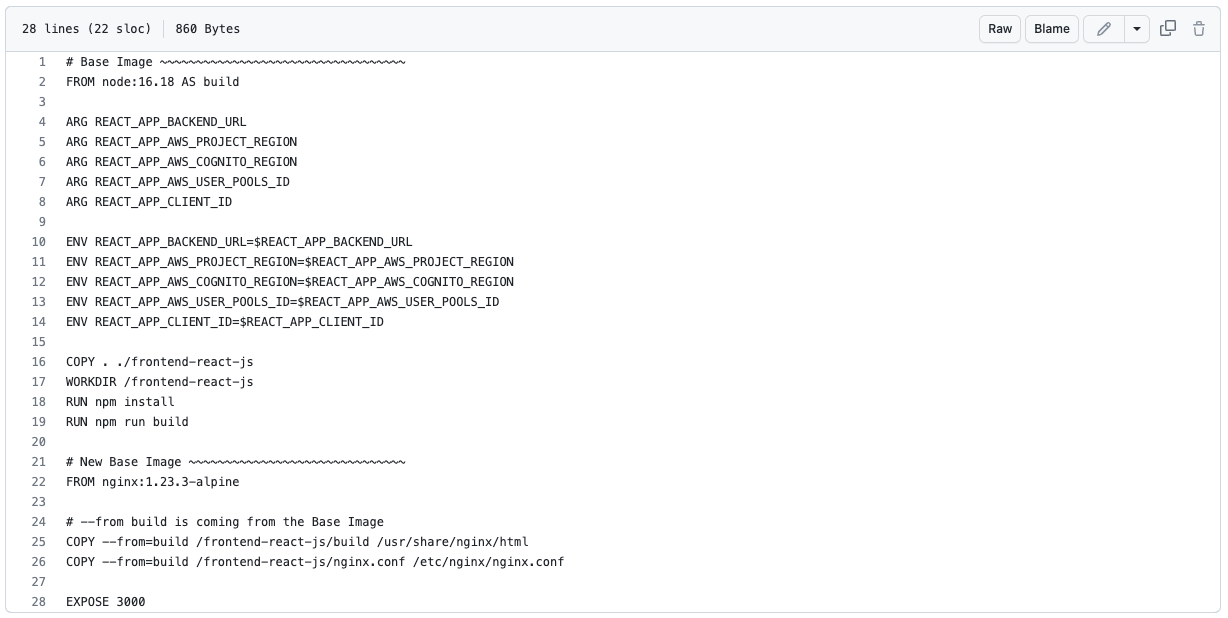 28 lines (22 sloc) 860 Bytes Raw Blame
1 # Base Image ~~~~~~~~~~~~~~~~~~~~~~~~~~~~~~~~~~
2 FROM node:16.18 AS build
3
4 ARG REACT_APP_BACKEND_URL
5 ARG REACT_APP_AWS_PROJECT_REGION
6 ARG REACT_APP_AWS_COGNITO_REGION
7 ARG REACT_APP_AWS_USER_POOLS_ID
8 ARG REACT_APP_CLIENT_ID
9
10 ENV REACT_APP_BACKEND_URL=$REACT_APP_BACKEND_URL
11 ENV REACT_APP_AWS_PROJECT_REGION=$REACT_APP_AWS_PROJECT_REGION
12 ENV REACT_APP_AWS_COGNITO_REGION=$REACT_APP_AWS_COGNITO_REGION
13 ENV REACT_APP_AWS_USER_POOLS_ID=$REACT_APP_AWS_USER_POOLS_ID
14 ENV REACT_APP_CLIENT_ID=$REACT_APP_CLIENT_ID
15
16 COPY . ./frontend-react-js
17 WORKDIR /frontend-react-js
18 RUN npm install
19 RUN npm run build
20
21 # New Base Image ~~~~~~~~~~~~~~~~~~~~~~~~~~~~~~
22 FROM nginx:1.23.3-alpine
23
24 # --from build is coming from the Base Image
25 COPY --from=build /frontend-react-js/build /usr/share/nginx/html
26 COPY --from=build /frontend-react-js/nginx.conf /etc/nginx/nginx.conf
27
28 EXPOSE 3000